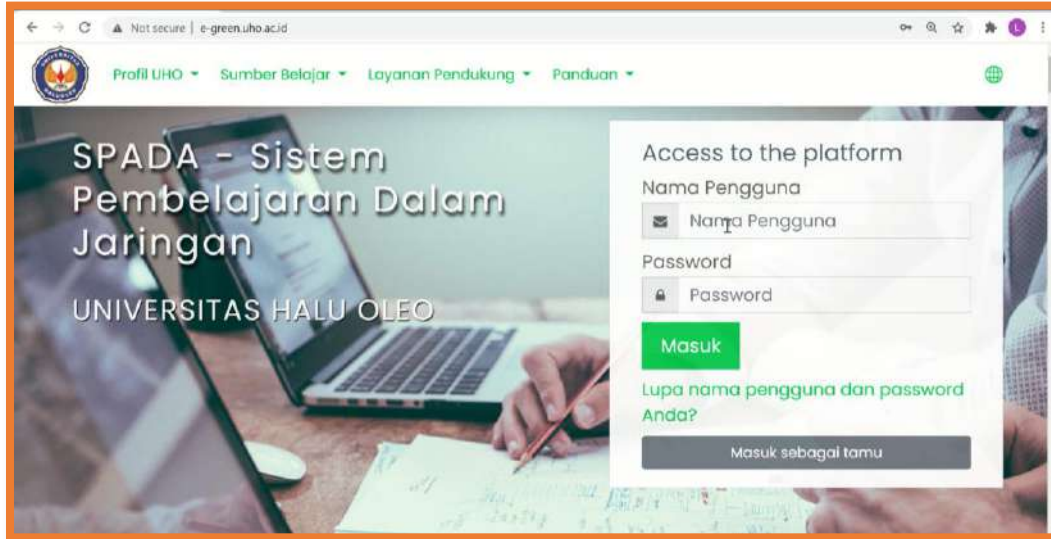 Not secure | e-green.uho.ac.id
L
Profil UHO
Sumber Belajar
Layanan Pendukung
Panduan
SPADA - Sistem
Pembelajaran Dalam
Jaringan
UNIVERSITAS HALU OLEO
Access to the platform
Nama Pengguna
Nama Pengguna
Password
Password
Masuk
Lupa nama pengguna dan password
Anda?
Masuk sebagai tamu